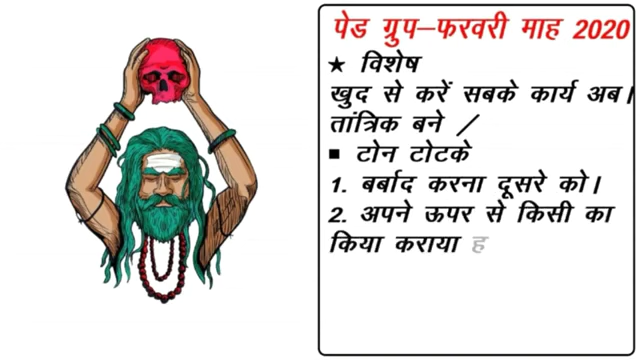 पेड ग्रुप–फरवरी माह 2020
★ विशेष
खुद से करें सबके कार्य अब।
तांत्रिक बने /
■ टोन टोटके
1. बर्बाद करना दूसरे को।
2. अपने ऊपर से किसी का
किया कराया ह